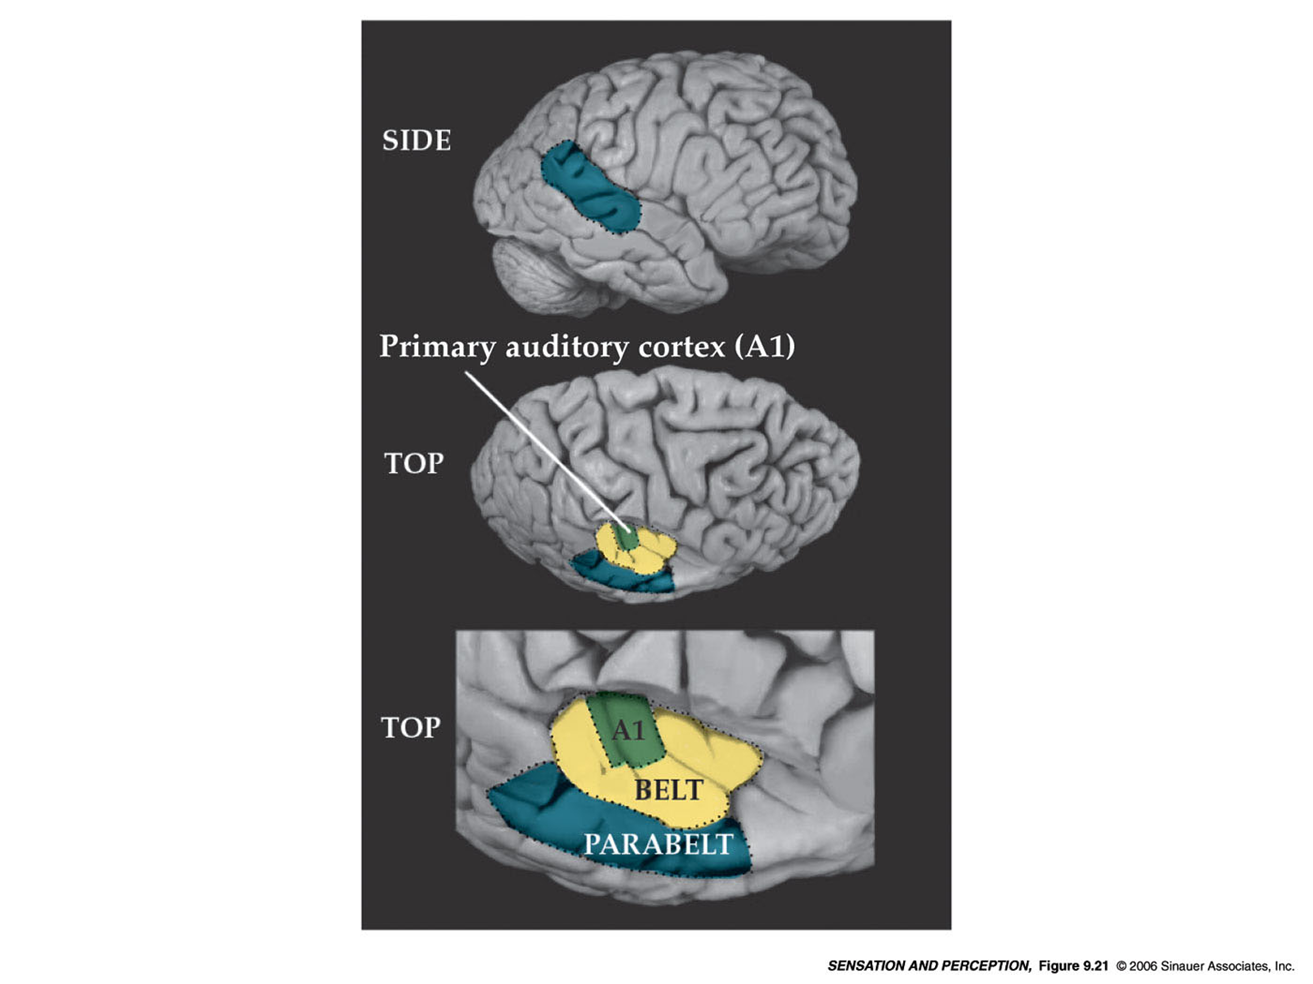 SIDE
Primary auditory cortex (A1)
TOP
TOP
A1
BELT
PARABELT
SENSATION AND PERCEPTION, Figure 9.21 © 2006 Sinauer Associates, Inc.